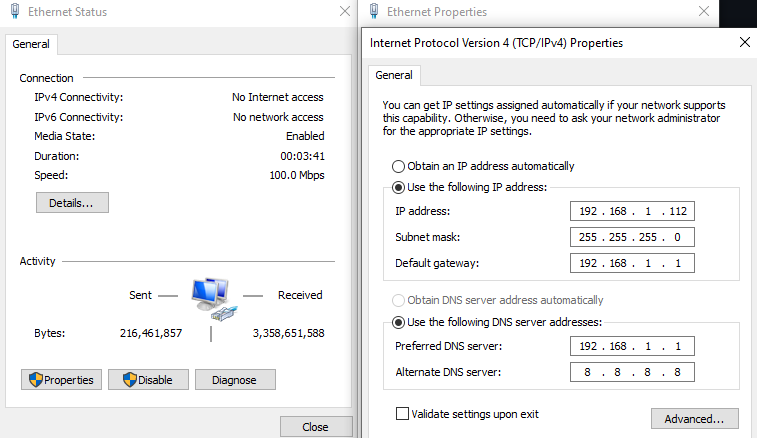 Ethernet Status
General
Connection
IPv4 Connectivity: No Internet access
IPv6 Connectivity: No network access
Media State: Enabled
Duration: 00:03:41
Speed: 100.0 Mbps
Details...
Activity
Sent — Received
Bytes: 216,461,857 | 3,358,651,588
Properties Disable Diagnose
Close
Ethernet Properties
Internet Protocol Version 4 (TCP/IPv4) Properties
General
You can get IP settings assigned automatically if your network supports
this capability. Otherwise, you need to ask your network administrator
for the appropriate IP settings.
Obtain an IP address automatically
Use the following IP address:
IP address: 192 . 168 . 1 . 112
Subnet mask: 255 . 255 . 255 . 0
Default gateway: 192 . 168 . 1 . 1
Obtain DNS server address automatically
Use the following DNS server addresses:
Preferred DNS server: 192 . 168 . 1 . 1
Alternate DNS server: 8 . 8 . 8 . 8
Validate settings upon exit
Advanced...